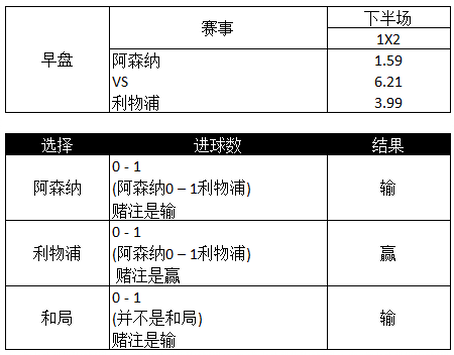 早盘 赛事 下半场
1X2
阿森纳 1.59
VS 6.21
利物浦 3.99
选择 进球数 结果
阿森纳
0 - 1
(阿森纳0 – 1利物浦)
赌注是输
输
利物浦
0 - 1
(阿森纳0 – 1利物浦)
赌注是赢
赢
和局
0 - 1
(并不是和局)
赌注是输
输